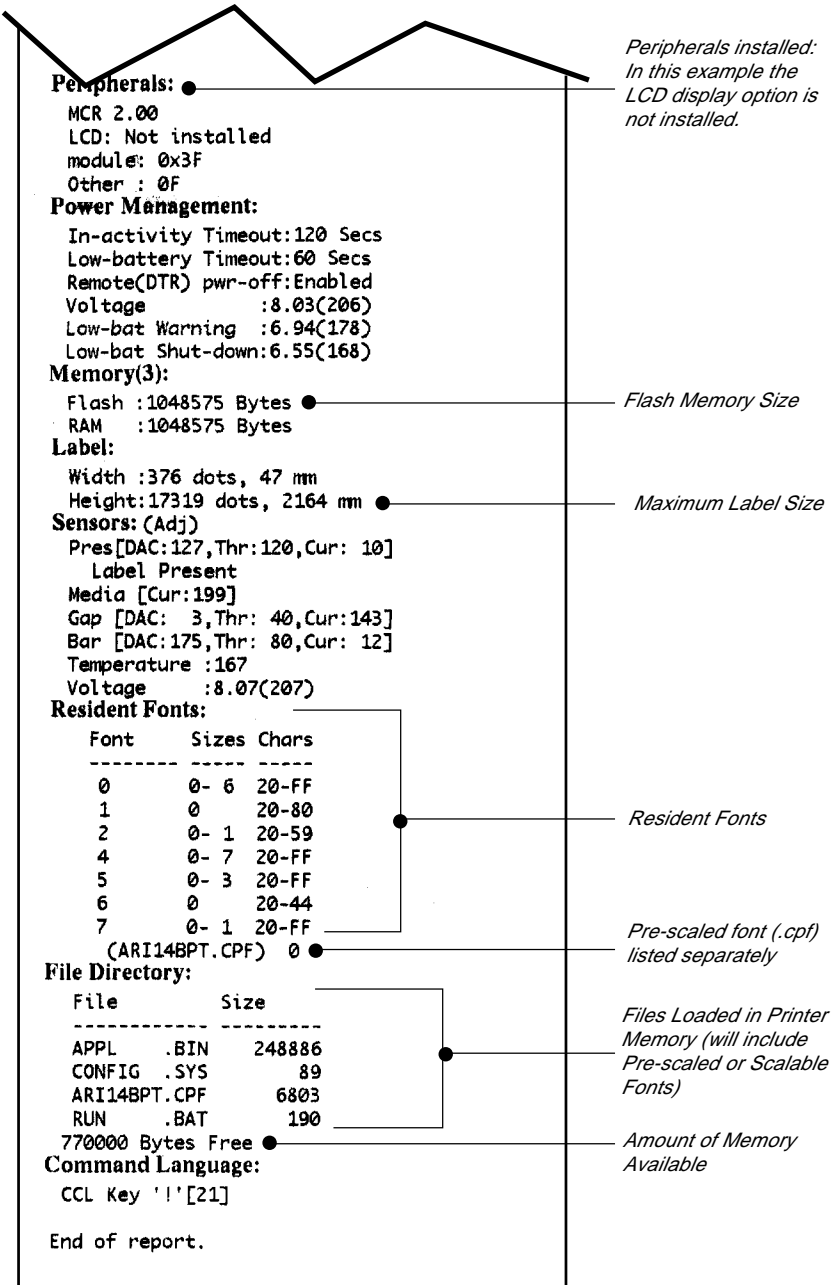 Peripherals:
MCR 2.00
LCD: Not installed
module: 0x3F
Other : 0F
Power Management:
In-activity Timeout:120 Secs
Low-battery Timeout:60 Secs
Remote(DTR) pwr-off:Enabled
Voltage :8.03(206)
Low-bat Warning :6.94(178)
Low-bat Shut-down:6.55(168)
Memory(3):
Flash :1048575 Bytes
RAM :1048575 Bytes
Label:
Width :376 dots, 47 mm
Height:17319 dots, 2164 mm
Sensors: (Adj)
Pres[DAC:127,Thr:120,Cur: 10]
Label Present
Media [Cur:199]
Gap [DAC: 3,Thr: 40,Cur:143]
Bar [DAC:175,Thr: 80,Cur: 12]
Temperature :167
Voltage :8.07(207)
Resident Fonts:
Font Sizes Chars
-------- ----- -----
0 0- 6 20-FF
1 0 20-80
2 0- 1 20-59
4 0- 7 20-FF
5 0- 3 20-FF
6 0 20-44
7 0- 1 20-FF
(ARI14BPT.CPF) 0
File Directory:
File Size
------------ ---------
APPL .BIN 248886
CONFIG .SYS 89
ARI14BPT.CPF 6803
RUN .BAT 190
770000 Bytes Free
Command Language:
CCL Key '!'[21]
End of report.
Peripherals installed:
In this example the
LCD display option is
not installed.
Flash Memory Size
Maximum Label Size
Resident Fonts
Pre-scaled font (.cpf)
listed separately
Files Loaded in Printer
Memory (will include
Pre-scaled or Scalable
Fonts)
Amount of Memory
Available